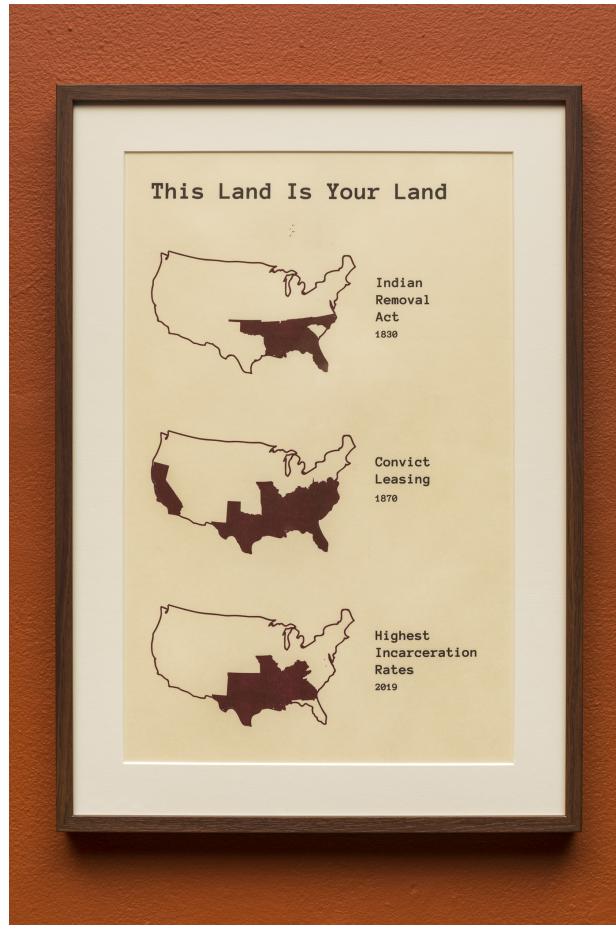 This Land Is Your Land
Indian
Removal
Act
1830
Convict
Leasing
1870
Highest
Incarceration
Rates
2019